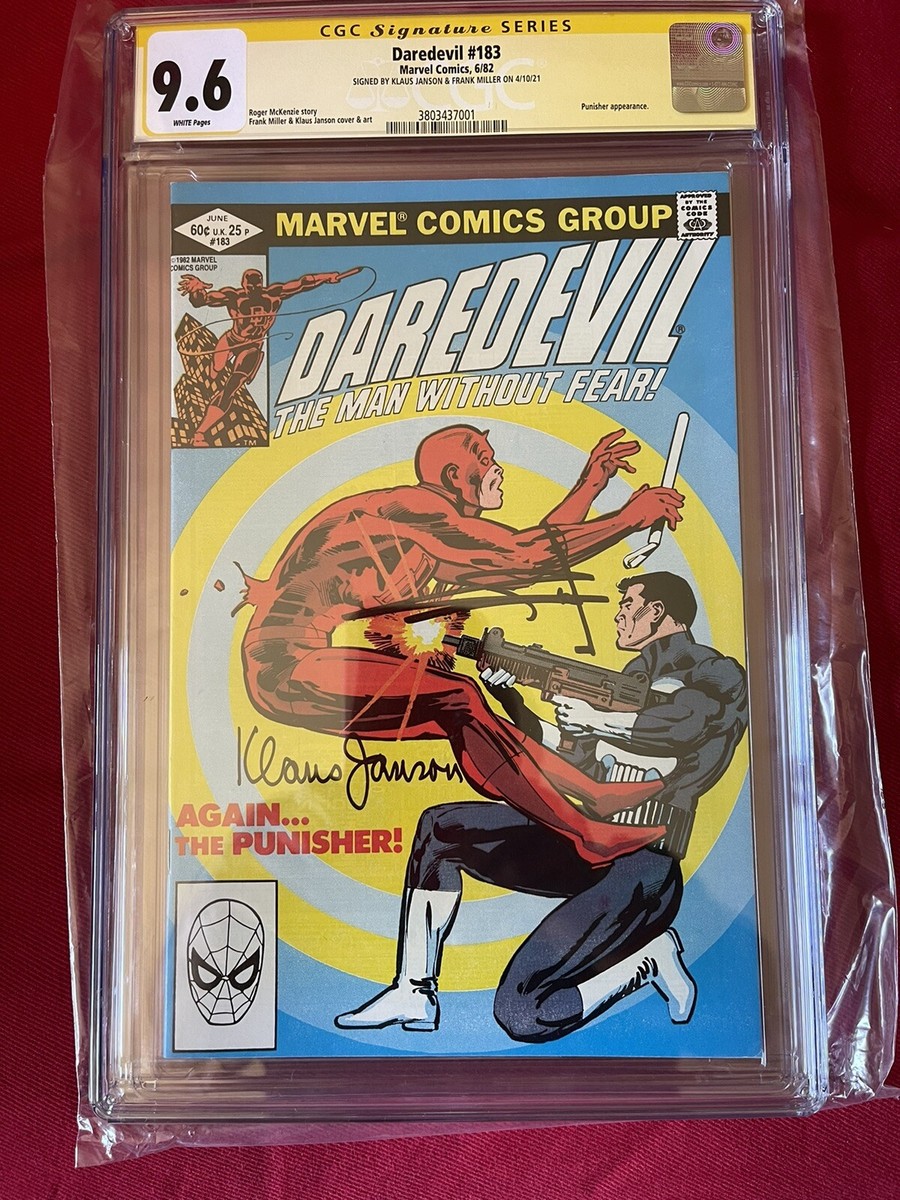 CGC Signature SERIES
9.6
WHITE Pages
Daredevil #183
Marvel Comics, 6/82
SIGNED BY KLAUS JANSON & FRANK MILLER ON 4/10/21
CGC
Roger McKenzie story
Frank Miller & Klaus Janson cover & art
3803437001
Punisher appearance.
JUNE
60¢ U.K. 25 P
#183
MARVEL® COMICS GROUP
APPROVED
BY THE
COMICS
CODE
AUTHORITY
©1982 MARVEL
COMICS GROUP
TM
DAREDEVIL®
THE MAN WITHOUT FEAR!
Klaus Janson
AGAIN...
THE PUNISHER!